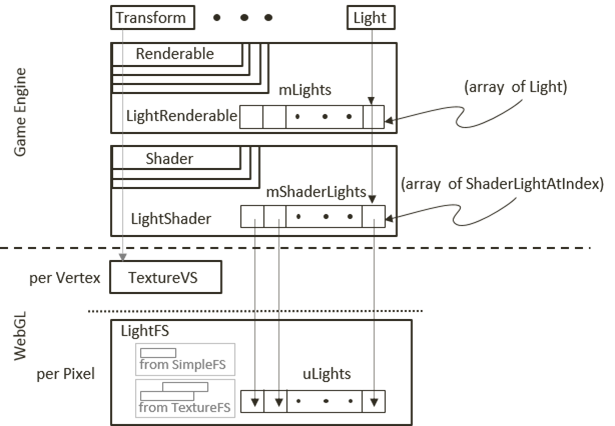 Transform
Light
Renderable
mLights
(array of Light)
LightRenderable
Game Engine
Shader
mShaderLights
(array of ShaderLightAtIndex)
LightShader
per Vertex
TextureVS
WebGL
LightFS
from SimpleFS
per Pixel
uLights
from TextureFS